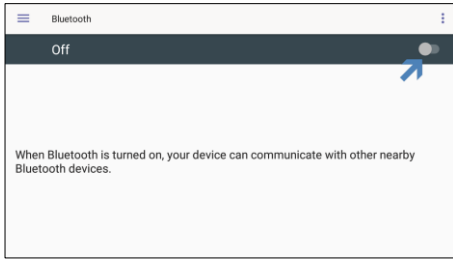 Bluetooth
Off
When Bluetooth is turned on, your device can communicate with other nearby
Bluetooth devices.